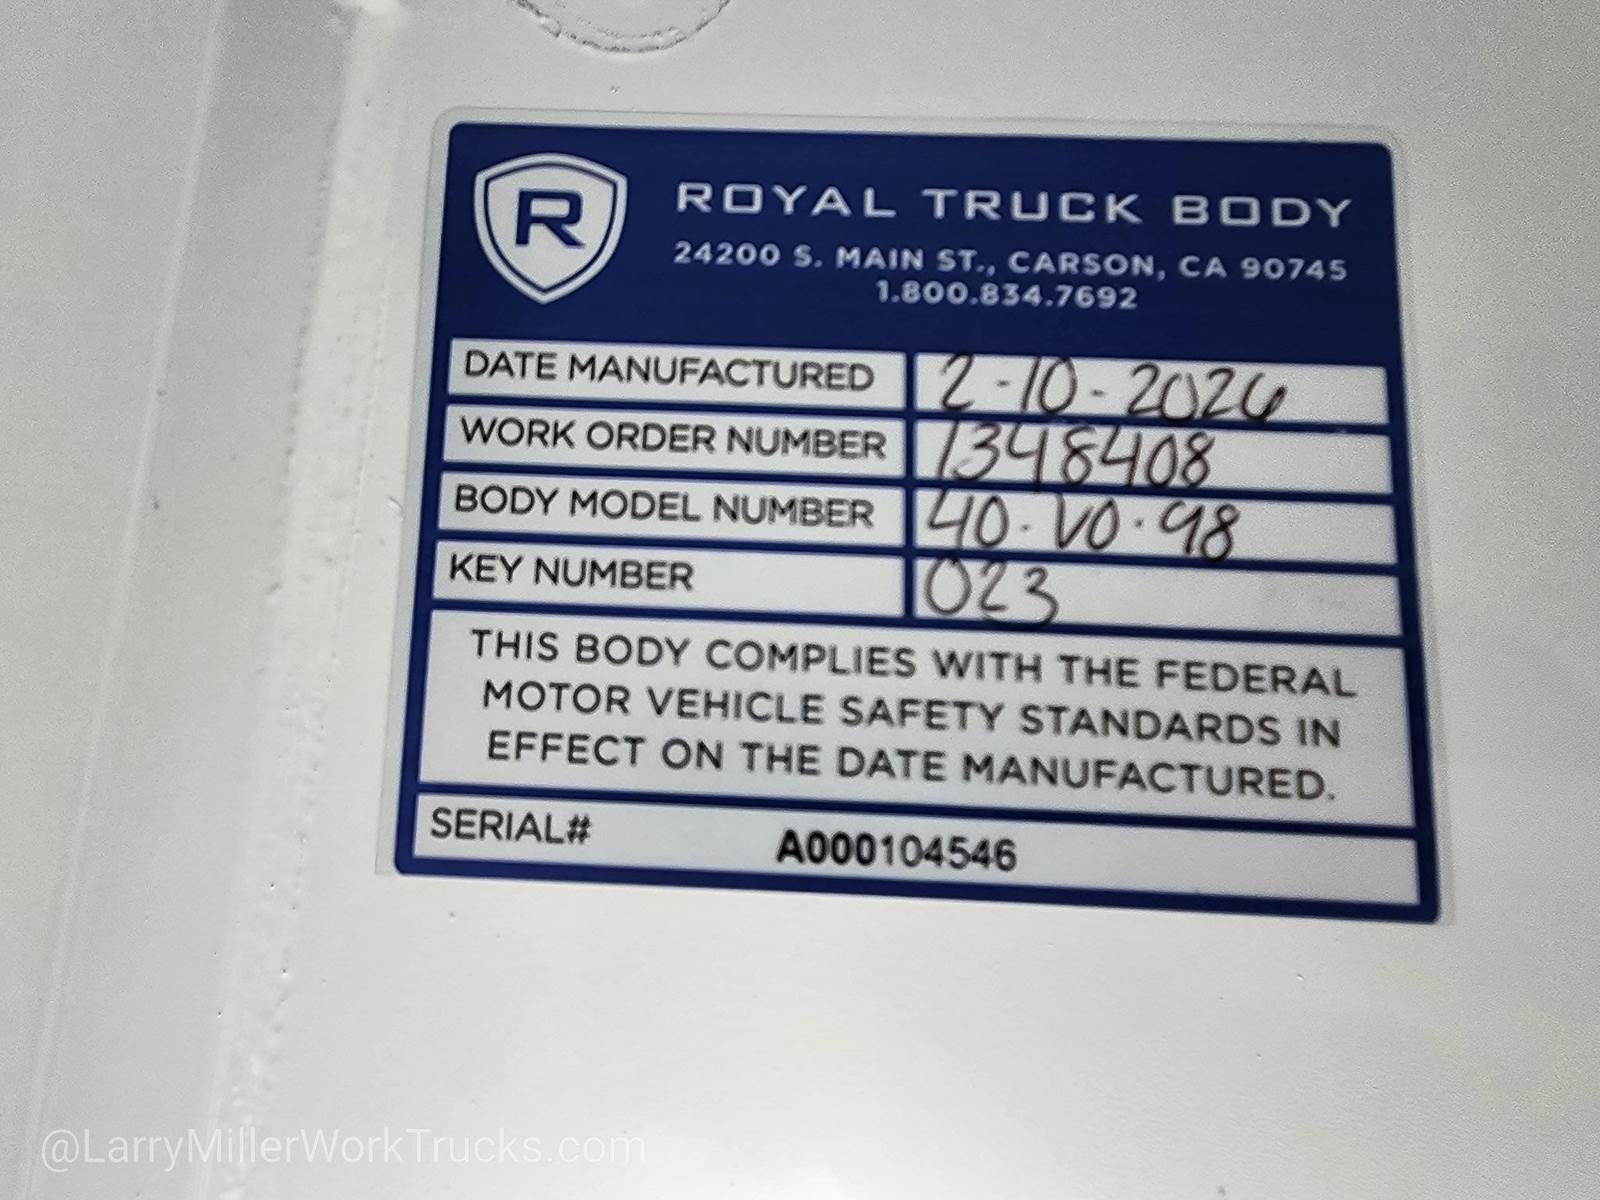 R
ROYAL TRUCK BODY
24200 S. MAIN ST., CARSON, CA 90745
1.800.834.7692
DATE MANUFACTURED 2-10-2026
WORK ORDER NUMBER 1348408
BODY MODEL NUMBER 40-VO-98
KEY NUMBER 023
THIS BODY COMPLIES WITH THE FEDERAL
MOTOR VEHICLE SAFETY STANDARDS IN
EFFECT ON THE DATE MANUFACTURED.
SERIAL# A000104546
@LarryMillerWorkTrucks.com